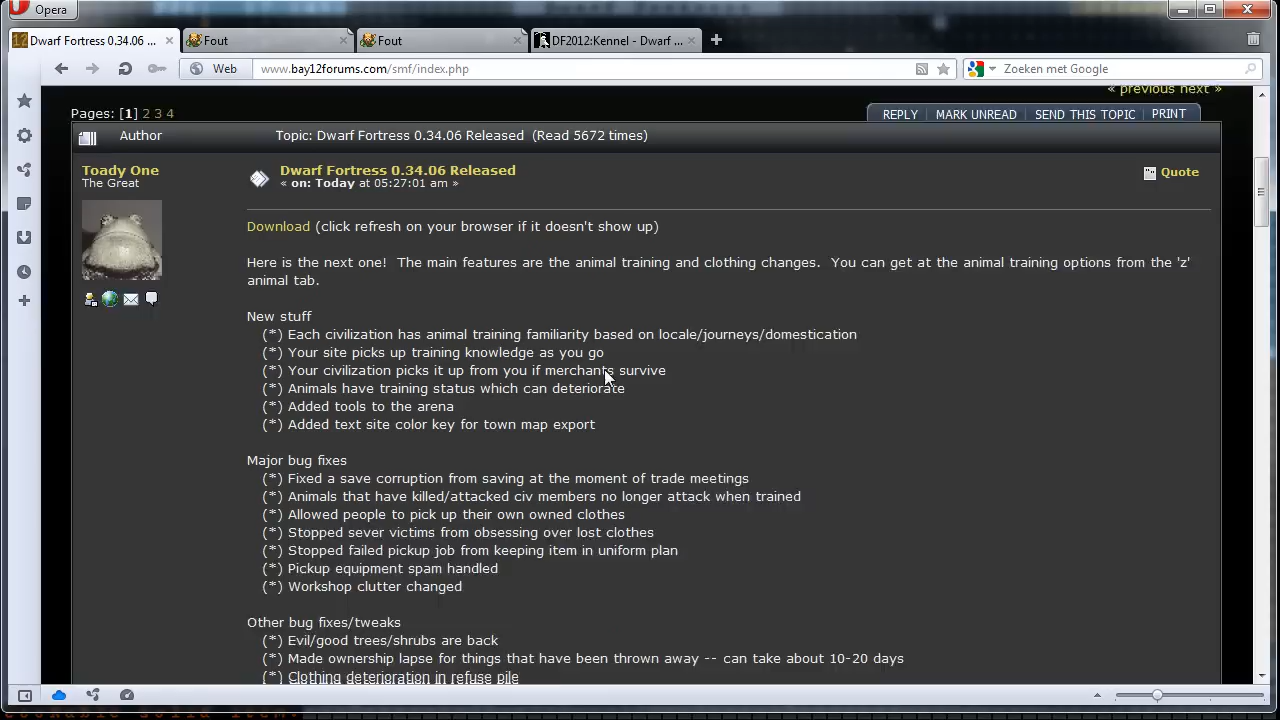 Opera
Dwarf Fortress 0.34.06 ...
Fout
Fout
DF2012:Kennel - Dwarf ...
Web
www.bay12forums.com/smf/index.php
Zoeken met Google
« previous next »
Pages: [1] 2 3 4
REPLY
MARK UNREAD
SEND THIS TOPIC
PRINT
Author
Topic: Dwarf Fortress 0.34.06 Released (Read 5672 times)
Toady One
The Great
Dwarf Fortress 0.34.06 Released
« on: Today at 05:27:01 am »
Quote
Download (click refresh on your browser if it doesn't show up)
Here is the next one! The main features are the animal training and clothing changes. You can get at the animal training options from the 'z'
animal tab.
New stuff
(*) Each civilization has animal training familiarity based on locale/journeys/domestication
(*) Your site picks up training knowledge as you go
(*) Your civilization picks it up from you if merchants survive
(*) Animals have training status which can deteriorate
(*) Added tools to the arena
(*) Added text site color key for town map export
Major bug fixes
(*) Fixed a save corruption from saving at the moment of trade meetings
(*) Animals that have killed/attacked civ members no longer attack when trained
(*) Allowed people to pick up their own owned clothes
(*) Stopped sever victims from obsessing over lost clothes
(*) Stopped failed pickup job from keeping item in uniform plan
(*) Pickup equipment spam handled
(*) Workshop clutter changed
Other bug fixes/tweaks
(*) Evil/good trees/shrubs are back
(*) Made ownership lapse for things that have been thrown away -- can take about 10-20 days
(*) Clothing deterioration in refuse pile